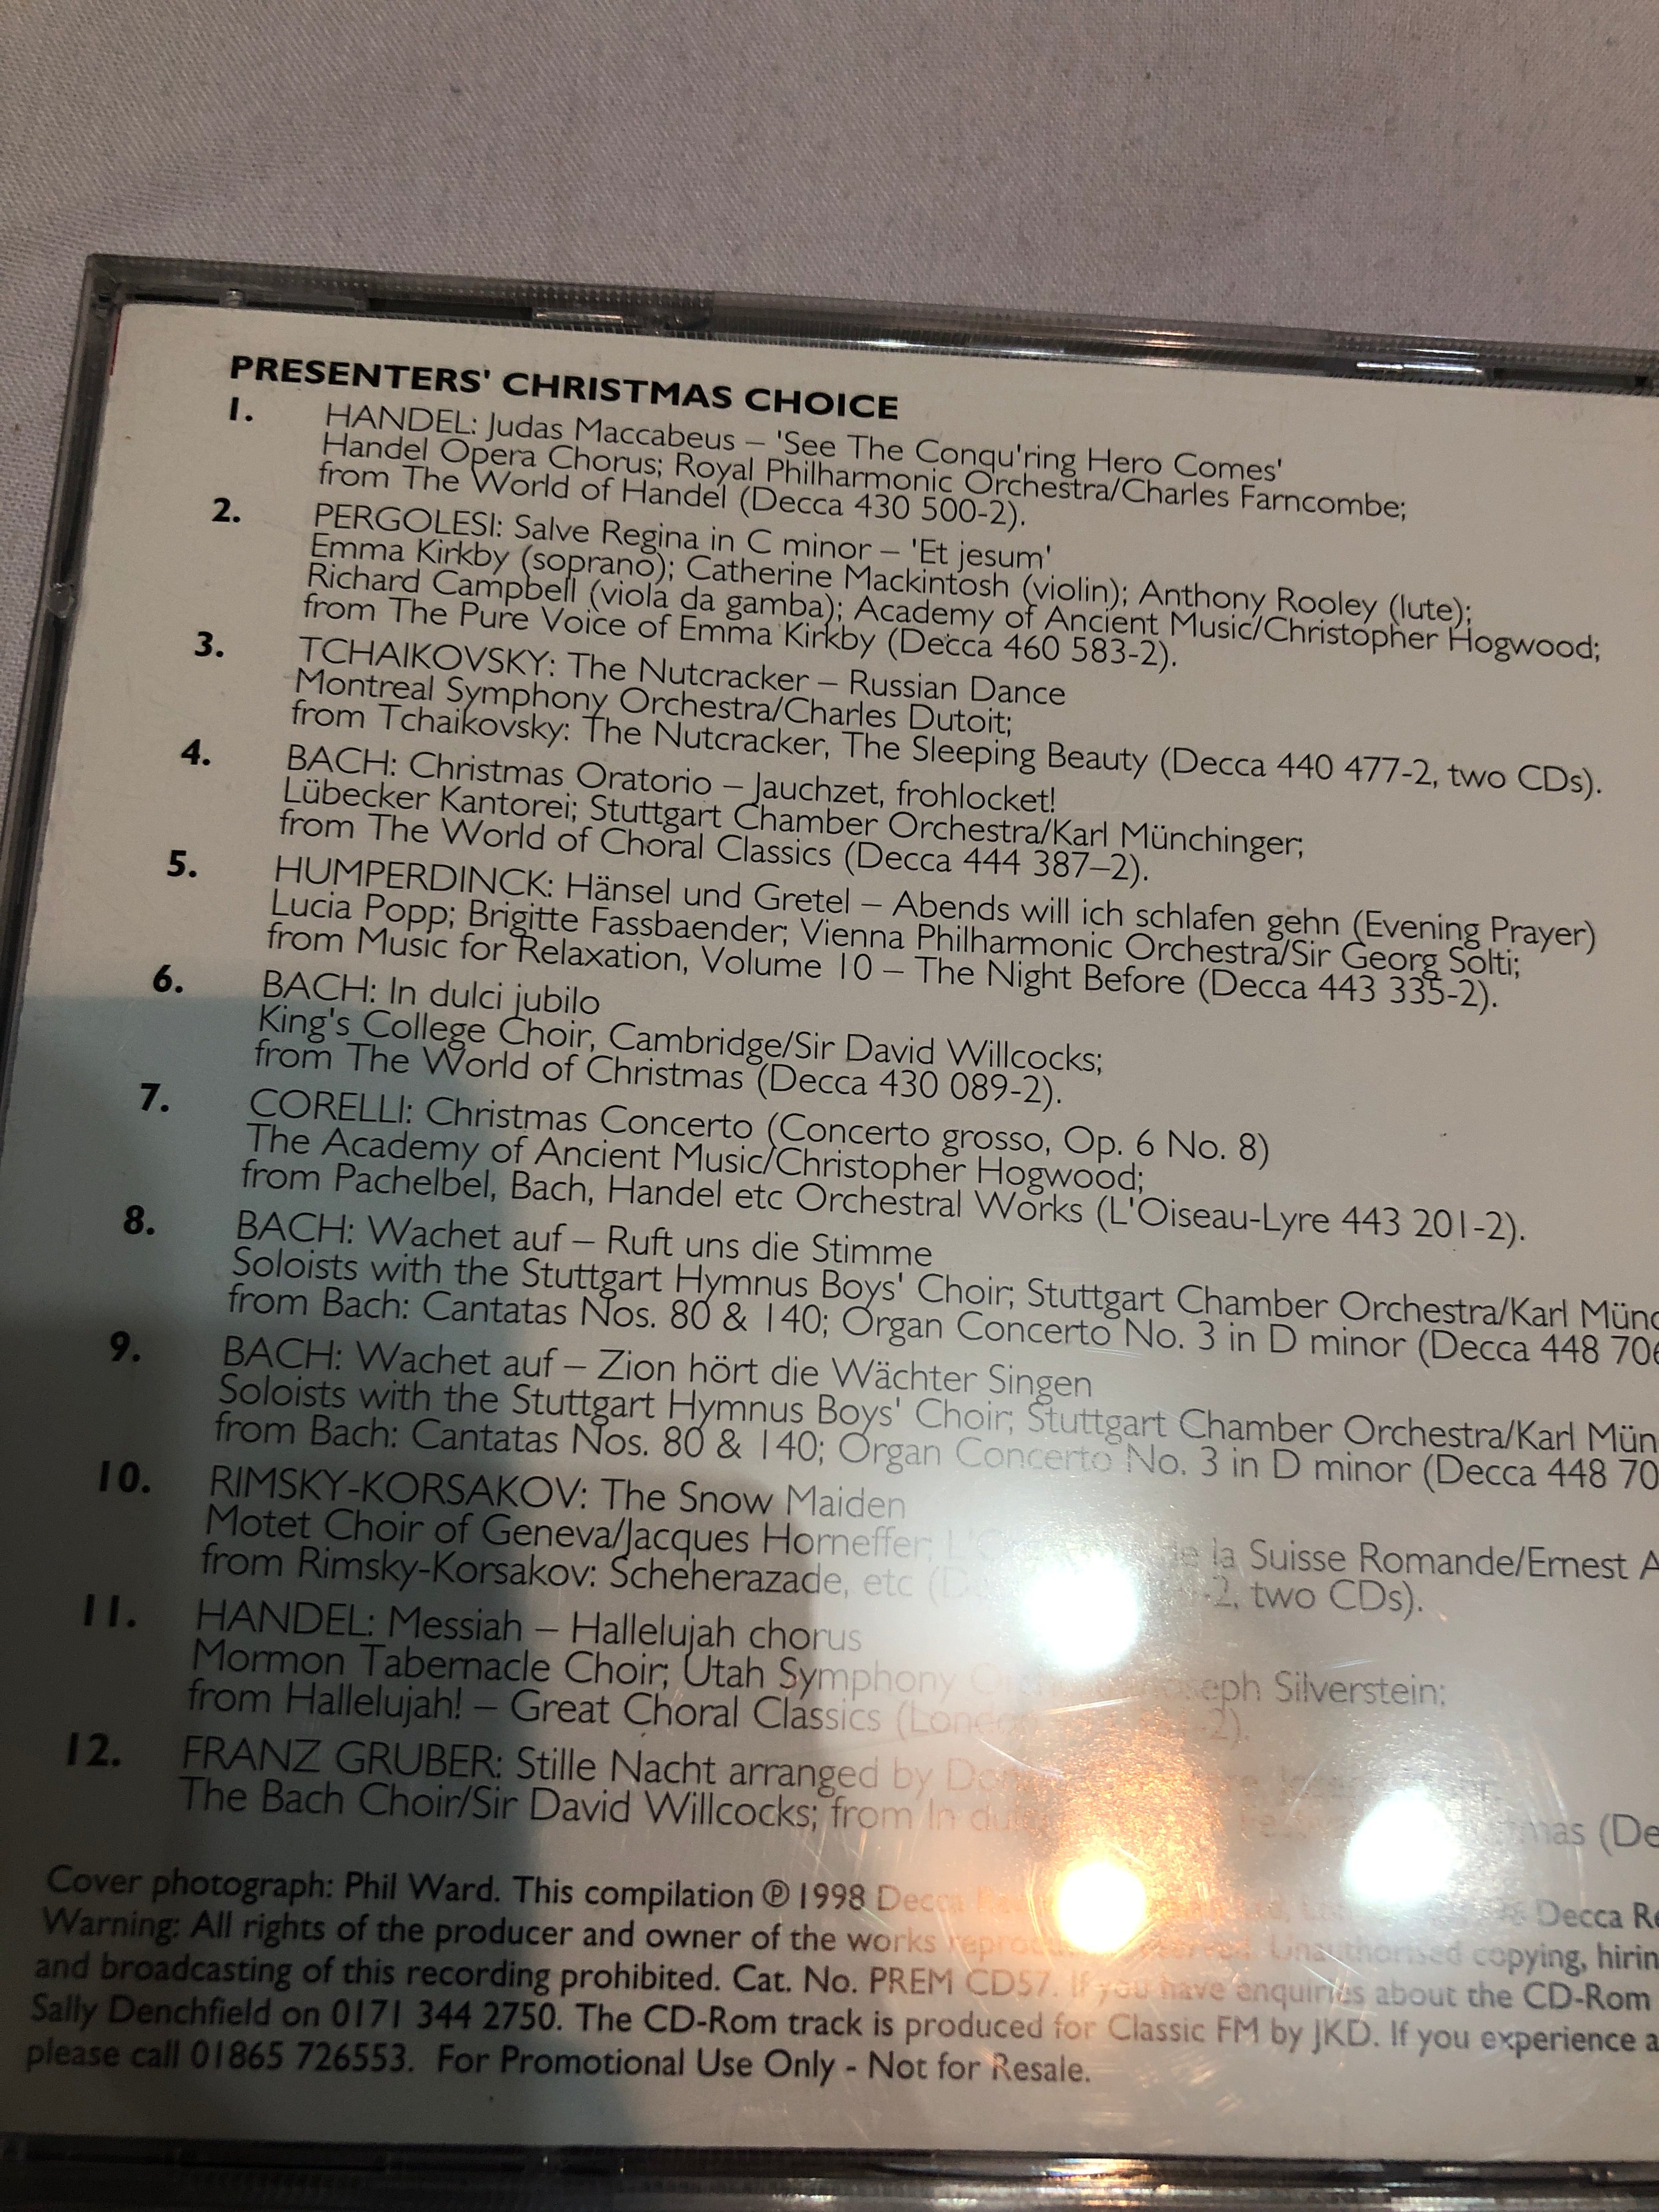 PRESENTERS' CHRISTMAS CHOICE
1. HANDEL: Judas Maccabeus – 'See The Conqu'ring Hero Comes'
Handel Opera Chorus; Royal Philharmonic Orchestra/Charles Farncombe;
from The World of Handel (Decca 430 500-2).
2. PERGOLESI: Salve Regina in C minor – 'Et jesum'
Emma Kirkby (soprano); Catherine Mackintosh (violin); Anthony Rooley (lute);
Richard Campbell (viola da gamba); Academy of Ancient Music/Christopher Hogwood;
from The Pure Voice of Emma Kirkby (Decca 460 583-2).
3. TCHAIKOVSKY: The Nutcracker – Russian Dance
Montreal Symphony Orchestra/Charles Dutoit;
from Tchaikovsky: The Nutcracker, The Sleeping Beauty (Decca 440 477-2, two CDs).
4. BACH: Christmas Oratorio – Jauchzet, frohlocket!
Lübecker Kantorei; Stuttgart Chamber Orchestra/Karl Münchinger;
from The World of Choral Classics (Decca 444 387–2).
5. HUMPERDINCK: Hänsel und Gretel – Abends will ich schlafen gehn (Evening Prayer)
Lucia Popp; Brigitte Fassbaender; Vienna Philharmonic Orchestra/Sir Georg Solti;
from Music for Relaxation, Volume 10 – The Night Before (Decca 443 335-2).
6. BACH: In dulci jubilo
King's College Choir, Cambridge/Sir David Willcocks;
from The World of Christmas (Decca 430 089-2).
7. CORELLI: Christmas Concerto (Concerto grosso, Op. 6 No. 8)
The Academy of Ancient Music/Christopher Hogwood;
from Pachelbel, Bach, Handel etc Orchestral Works (L'Oiseau-Lyre 443 201-2).
8. BACH: Wachet auf – Ruft uns die Stimme
Soloists with the Stuttgart Hymnus Boys' Choir; Stuttgart Chamber Orchestra/Karl Münc
from Bach: Cantatas Nos. 80 & 140; Organ Concerto No. 3 in D minor (Decca 448 706
9. BACH: Wachet auf – Zion hört die Wächter Singen
Soloists with the Stuttgart Hymnus Boys' Choir; Stuttgart Chamber Orchestra/Karl Mün
from Bach: Cantatas Nos. 80 & 140; Organ Concerto No. 3 in D minor (Decca 448 70
10. RIMSKY-KORSAKOV: The Snow Maiden
Motet Choir of Geneva/Jacques Horneffer; de la Suisse Romande/Ernest A
from Rimsky-Korsakov: Scheherazade, etc -2, two CDs).
11. HANDEL: Messiah – Hallelujah chorus
Mormon Tabernacle Choir; Utah Symphony Silverstein;
from Hallelujah! – Great Choral Classics (London
12. FRANZ GRUBER: Stille Nacht arranged by
The Bach Choir/Sir David Willcocks; from In (De
Cover photograph: Phil Ward. This compilation ℗ 1998 Decca Decca Re
Warning: All rights of the producer and owner of the works Unauthorised copying, hirin
and broadcasting of this recording prohibited. Cat. No. PREM CD57. If you have enquiries about the CD-Rom
Sally Denchfield on 0171 344 2750. The CD-Rom track is produced for Classic FM by JKD. If you experience a
please call 01865 726553. For Promotional Use Only - Not for Resale.